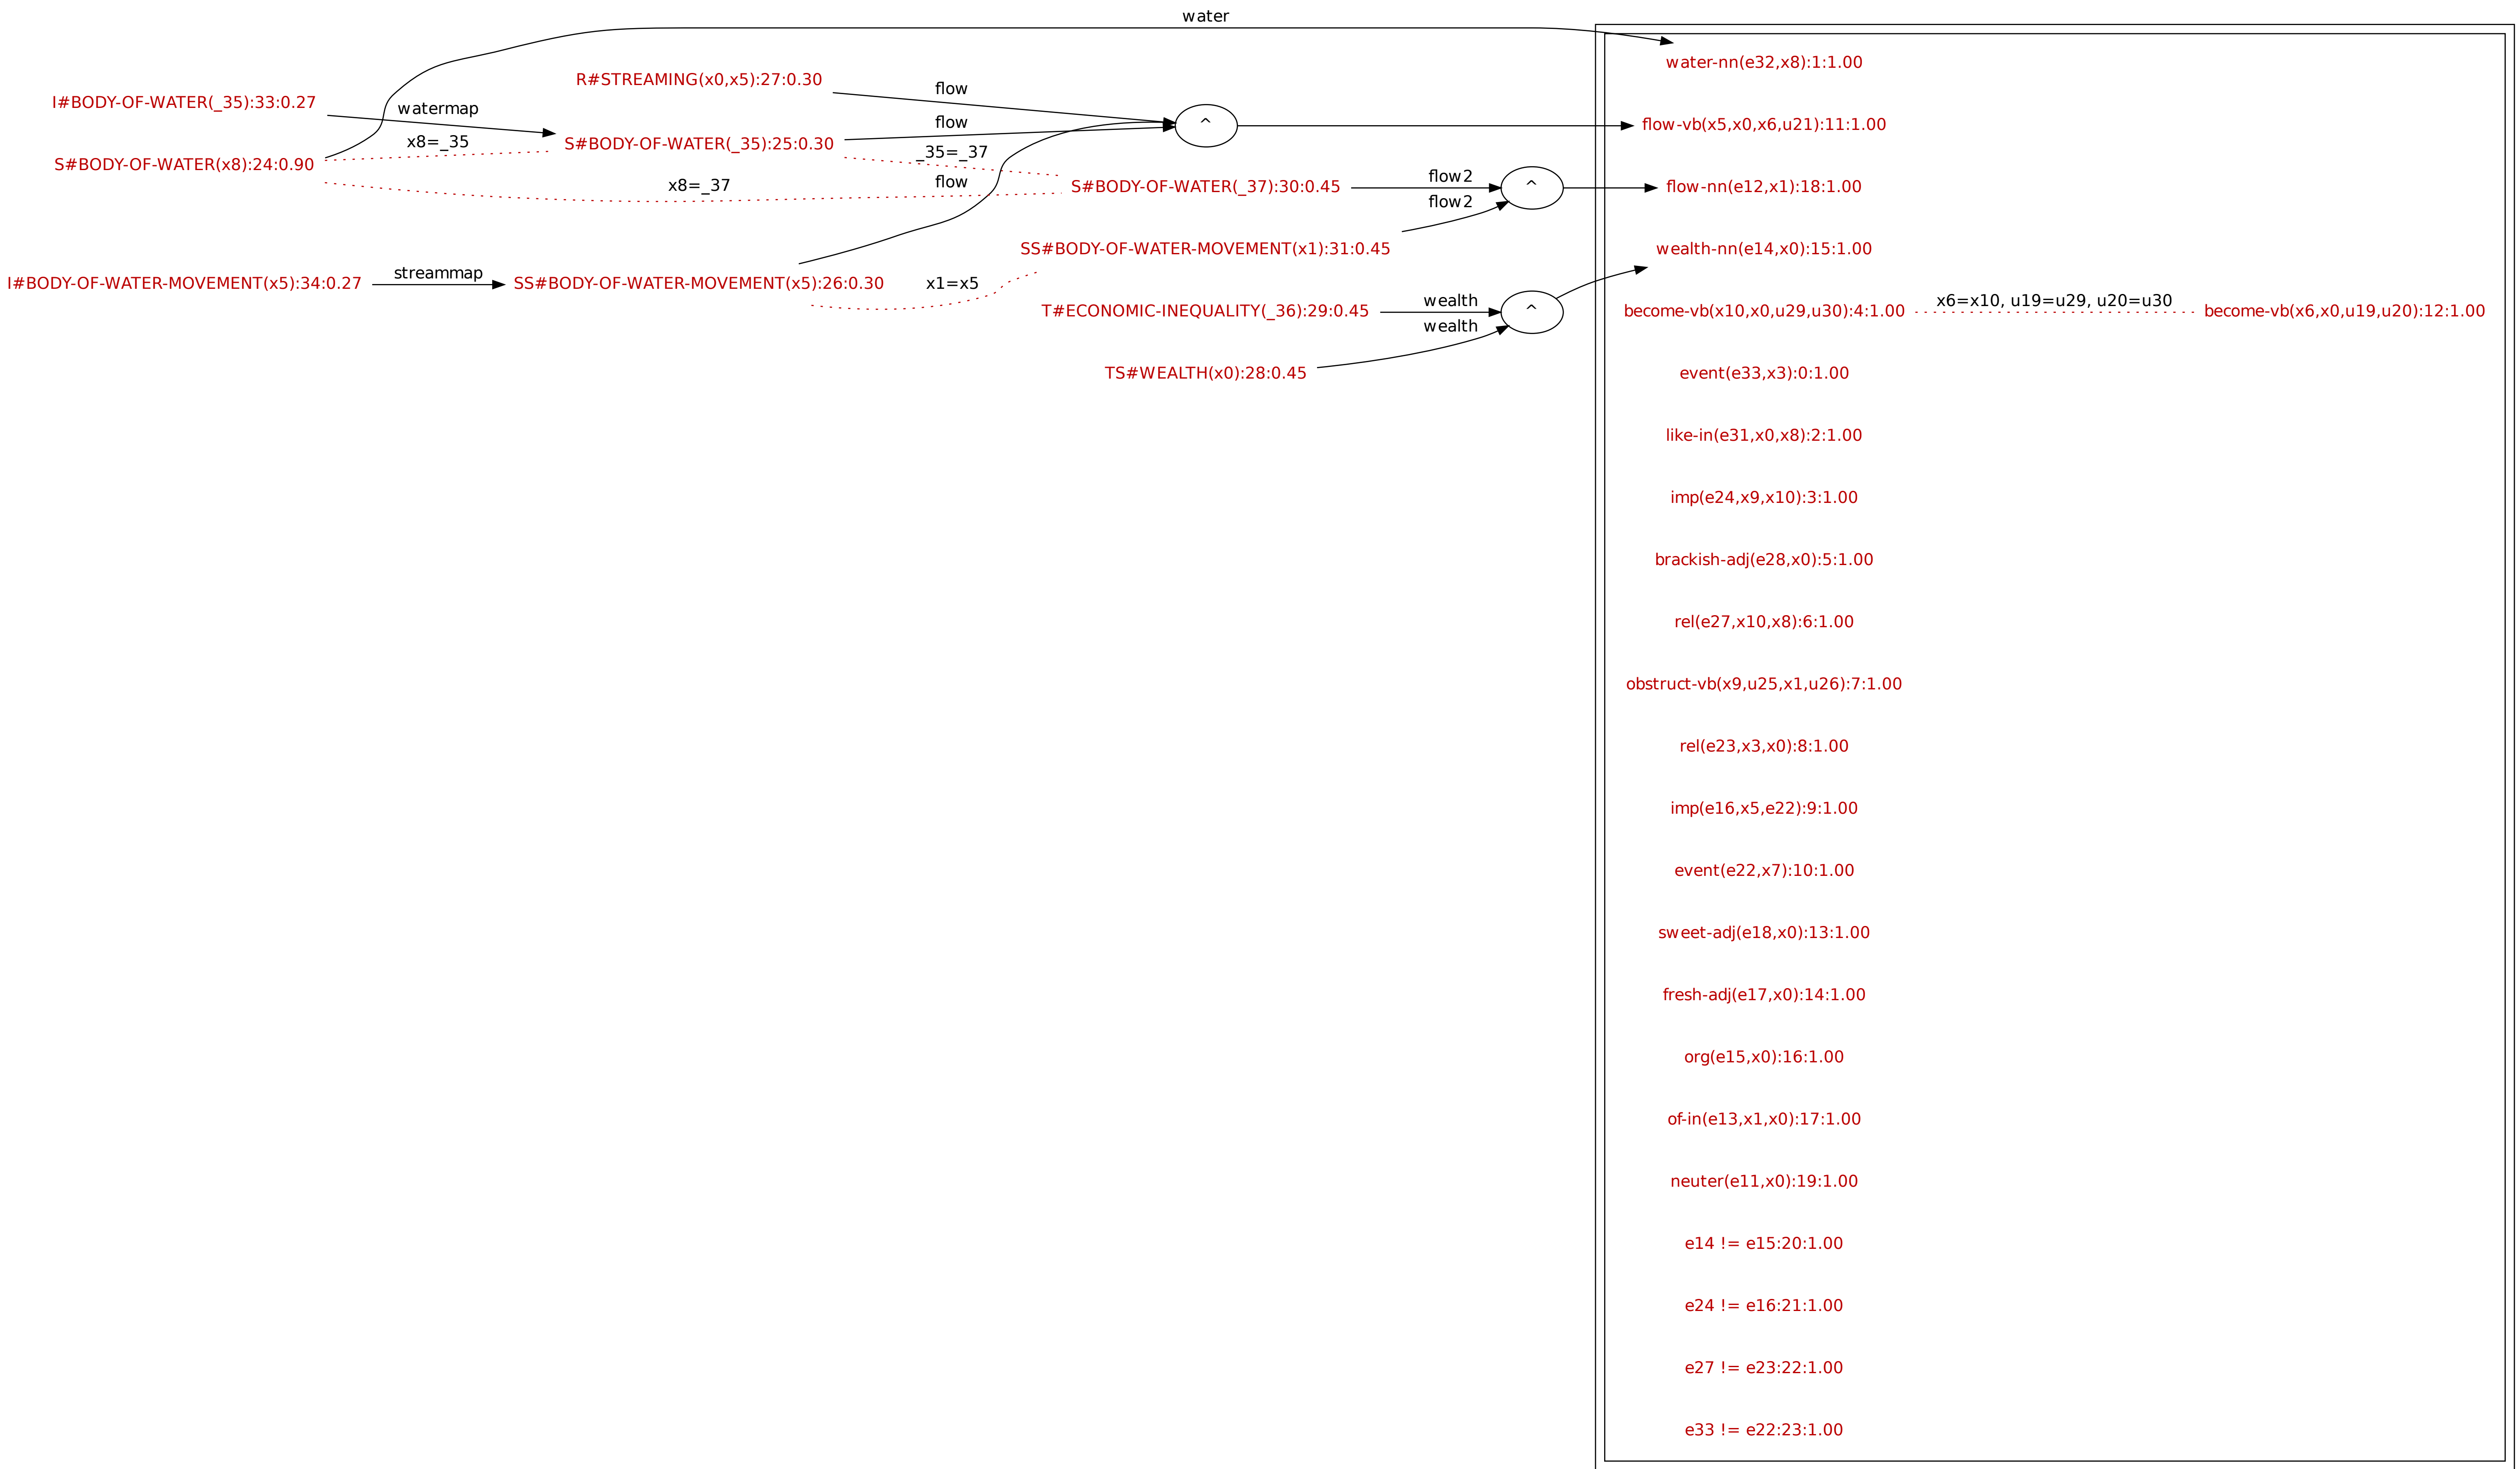 water
water-nn(e32,x8):1:1.00
R#STREAMING(x0,x5):27:0.30
flow
I#BODY-OF-WATER(_35):33:0.27
watermap
flow
^
flow-vb(x5,x0,x6,u21):11:1.00
x8=_35
S#BODY-OF-WATER(_35):25:0.30
_35=_37
S#BODY-OF-WATER(x8):24:0.90
x8=_37
flow
S#BODY-OF-WATER(_37):30:0.45
flow2
^
flow-nn(e12,x1):18:1.00
flow2
SS#BODY-OF-WATER-MOVEMENT(x1):31:0.45
wealth-nn(e14,x0):15:1.00
I#BODY-OF-WATER-MOVEMENT(x5):34:0.27
streammap
SS#BODY-OF-WATER-MOVEMENT(x5):26:0.30
x1=x5
T#ECONOMIC-INEQUALITY(_36):29:0.45
wealth
^
become-vb(x10,x0,u29,u30):4:1.00
x6=x10, u19=u29, u20=u30
become-vb(x6,x0,u19,u20):12:1.00
wealth
TS#WEALTH(x0):28:0.45
event(e33,x3):0:1.00
like-in(e31,x0,x8):2:1.00
imp(e24,x9,x10):3:1.00
brackish-adj(e28,x0):5:1.00
rel(e27,x10,x8):6:1.00
obstruct-vb(x9,u25,x1,u26):7:1.00
rel(e23,x3,x0):8:1.00
imp(e16,x5,e22):9:1.00
event(e22,x7):10:1.00
sweet-adj(e18,x0):13:1.00
fresh-adj(e17,x0):14:1.00
org(e15,x0):16:1.00
of-in(e13,x1,x0):17:1.00
neuter(e11,x0):19:1.00
e14 != e15:20:1.00
e24 != e16:21:1.00
e27 != e23:22:1.00
e33 != e22:23:1.00